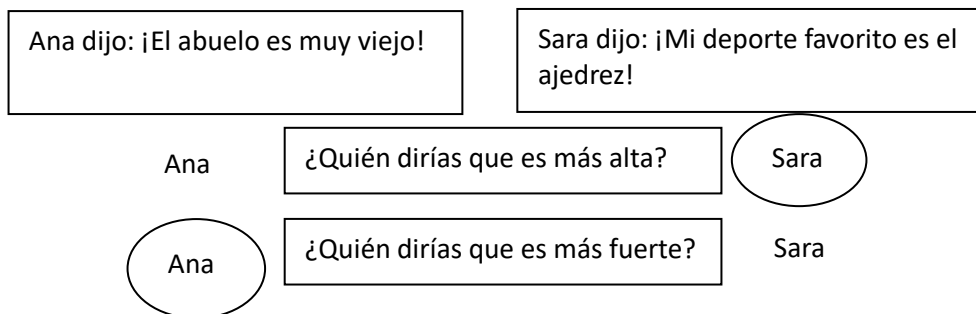 Ana dijo: ¡El abuelo es muy viejo!
Sara dijo: ¡Mi deporte favorito es el
ajedrez!
Ana
¿Quién dirías que es más alta?
Sara
Ana
¿Quién dirías que es más fuerte?
Sara